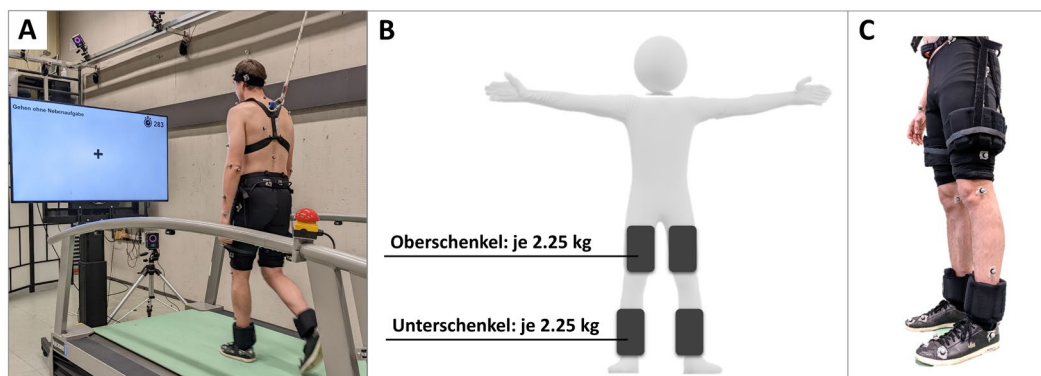 A
Gehen ohne Nebenaufgabe
283
B
Oberschenkel: je 2.25 kg
Unterschenkel: je 2.25 kg
C